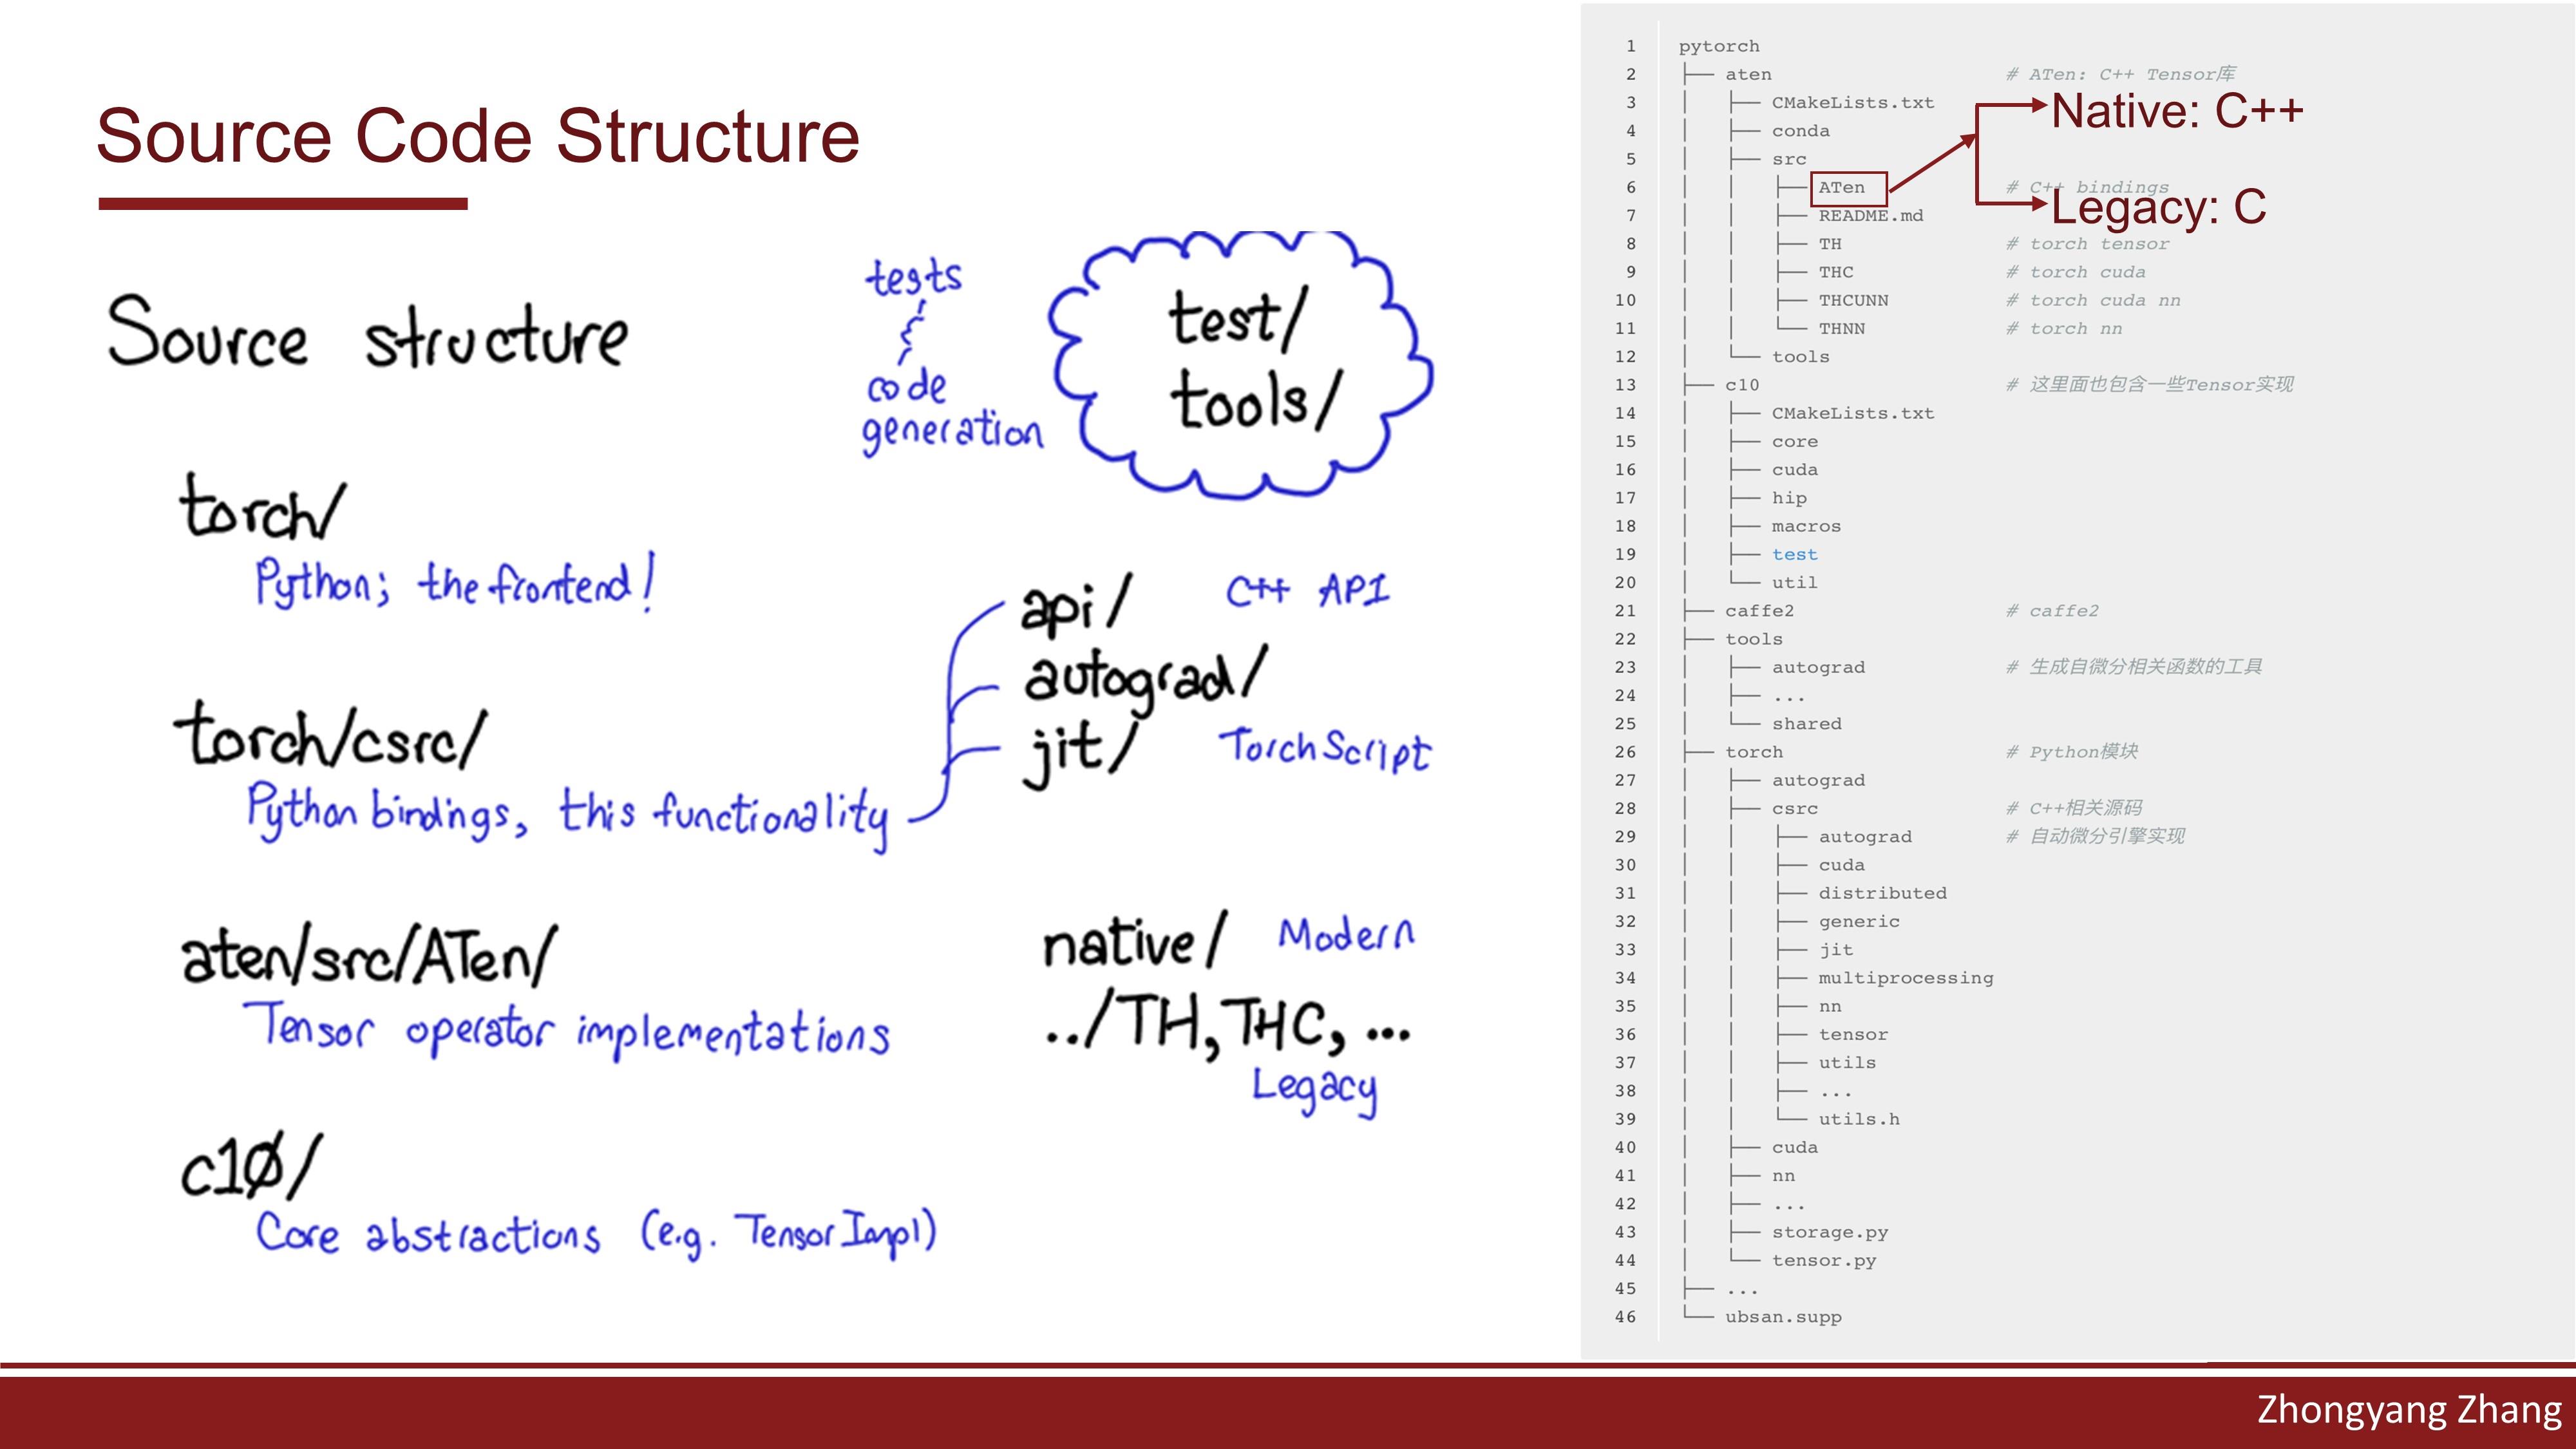 Source Code Structure
Source structure
tests
code
generation
test/
tools/
torch/
Python; the frontend!
torch/csrc/
Python bindings, this functionality
api/ C++ API
autograd/
jit/ TorchScript
aten/src/ATen/
Tensor operator implementations
native/ Modern
../TH, THC, ...
Legacy
c10/
Core abstractions (e.g. TensorImpl)
1 pytorch
2 ├── aten # ATen: C++ Tensor库
3 │ ├── CMakeLists.txt
Native: C++
4 │ ├── conda
5 │ ├── src
6 │ │ ├── ATen # C++ bindings
Legacy: C
7 │ │ ├── README.md
8 │ │ ├── TH # torch tensor
9 │ │ ├── THC # torch cuda
10 │ │ ├── THCUNN # torch cuda nn
11 │ │ └── THNN # torch nn
12 │ └── tools
13 ├── c10 # 这里面也包含一些Tensor实现
14 │ ├── CMakeLists.txt
15 │ ├── core
16 │ ├── cuda
17 │ ├── hip
18 │ ├── macros
19 │ ├── test
20 │ └── util
21 ├── caffe2 # caffe2
22 ├── tools
23 │ ├── autograd # 生成自微分相关函数的工具
24 │ ├── ...
25 │ └── shared
26 ├── torch # Python模块
27 │ ├── autograd
28 │ ├── csrc # C++相关源码
29 │ │ ├── autograd # 自动微分引擎实现
30 │ │ ├── cuda
31 │ │ ├── distributed
32 │ │ ├── generic
33 │ │ ├── jit
34 │ │ ├── multiprocessing
35 │ │ ├── nn
36 │ │ ├── tensor
37 │ │ ├── utils
38 │ │ ├── ...
39 │ │ └── utils.h
40 │ ├── cuda
41 │ ├── nn
42 │ ├── ...
43 │ ├── storage.py
44 │ └── tensor.py
45 ├── ...
46 └── ubsan.supp
Zhongyang Zhang